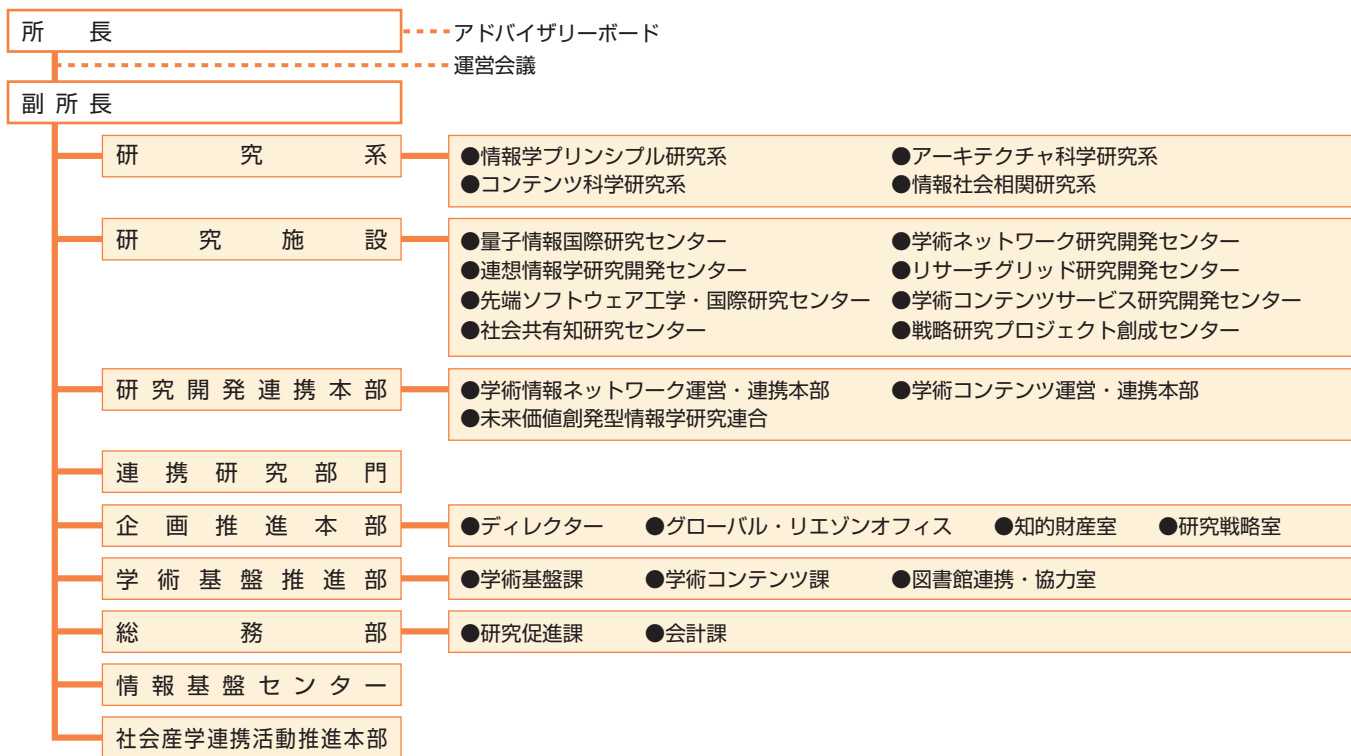 所長
アドバイザリーボード
運営会議
副所長
研究系
●情報学プリンシプル研究系 ●アーキテクチャ科学研究系
●コンテンツ科学研究系 ●情報社会相関研究系
研究施設
●量子情報国際研究センター ●学術ネットワーク研究開発センター
●連想情報学研究開発センター ●リサーチグリッド研究開発センター
●先端ソフトウェア工学・国際研究センター ●学術コンテンツサービス研究開発センター
●社会共有知研究センター ●戦略研究プロジェクト創成センター
研究開発連携本部
●学術情報ネットワーク運営・連携本部 ●学術コンテンツ運営・連携本部
●未来価値創発型情報学研究連合
連携研究部門
企画推進本部
●ディレクター ●グローバル・リエゾンオフィス ●知的財産室 ●研究戦略室
学術基盤推進部
●学術基盤課 ●学術コンテンツ課 ●図書館連携・協力室
総務部
●研究促進課 ●会計課
情報基盤センター
社会産学連携活動推進本部